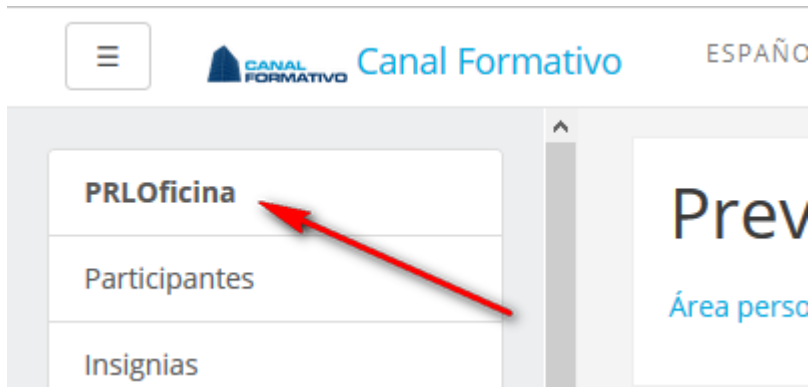 CANAL
FORMATIVO
Canal Formativo
ESPAÑO
PRLOficina
Participantes
Insignias
Prev
Área perso